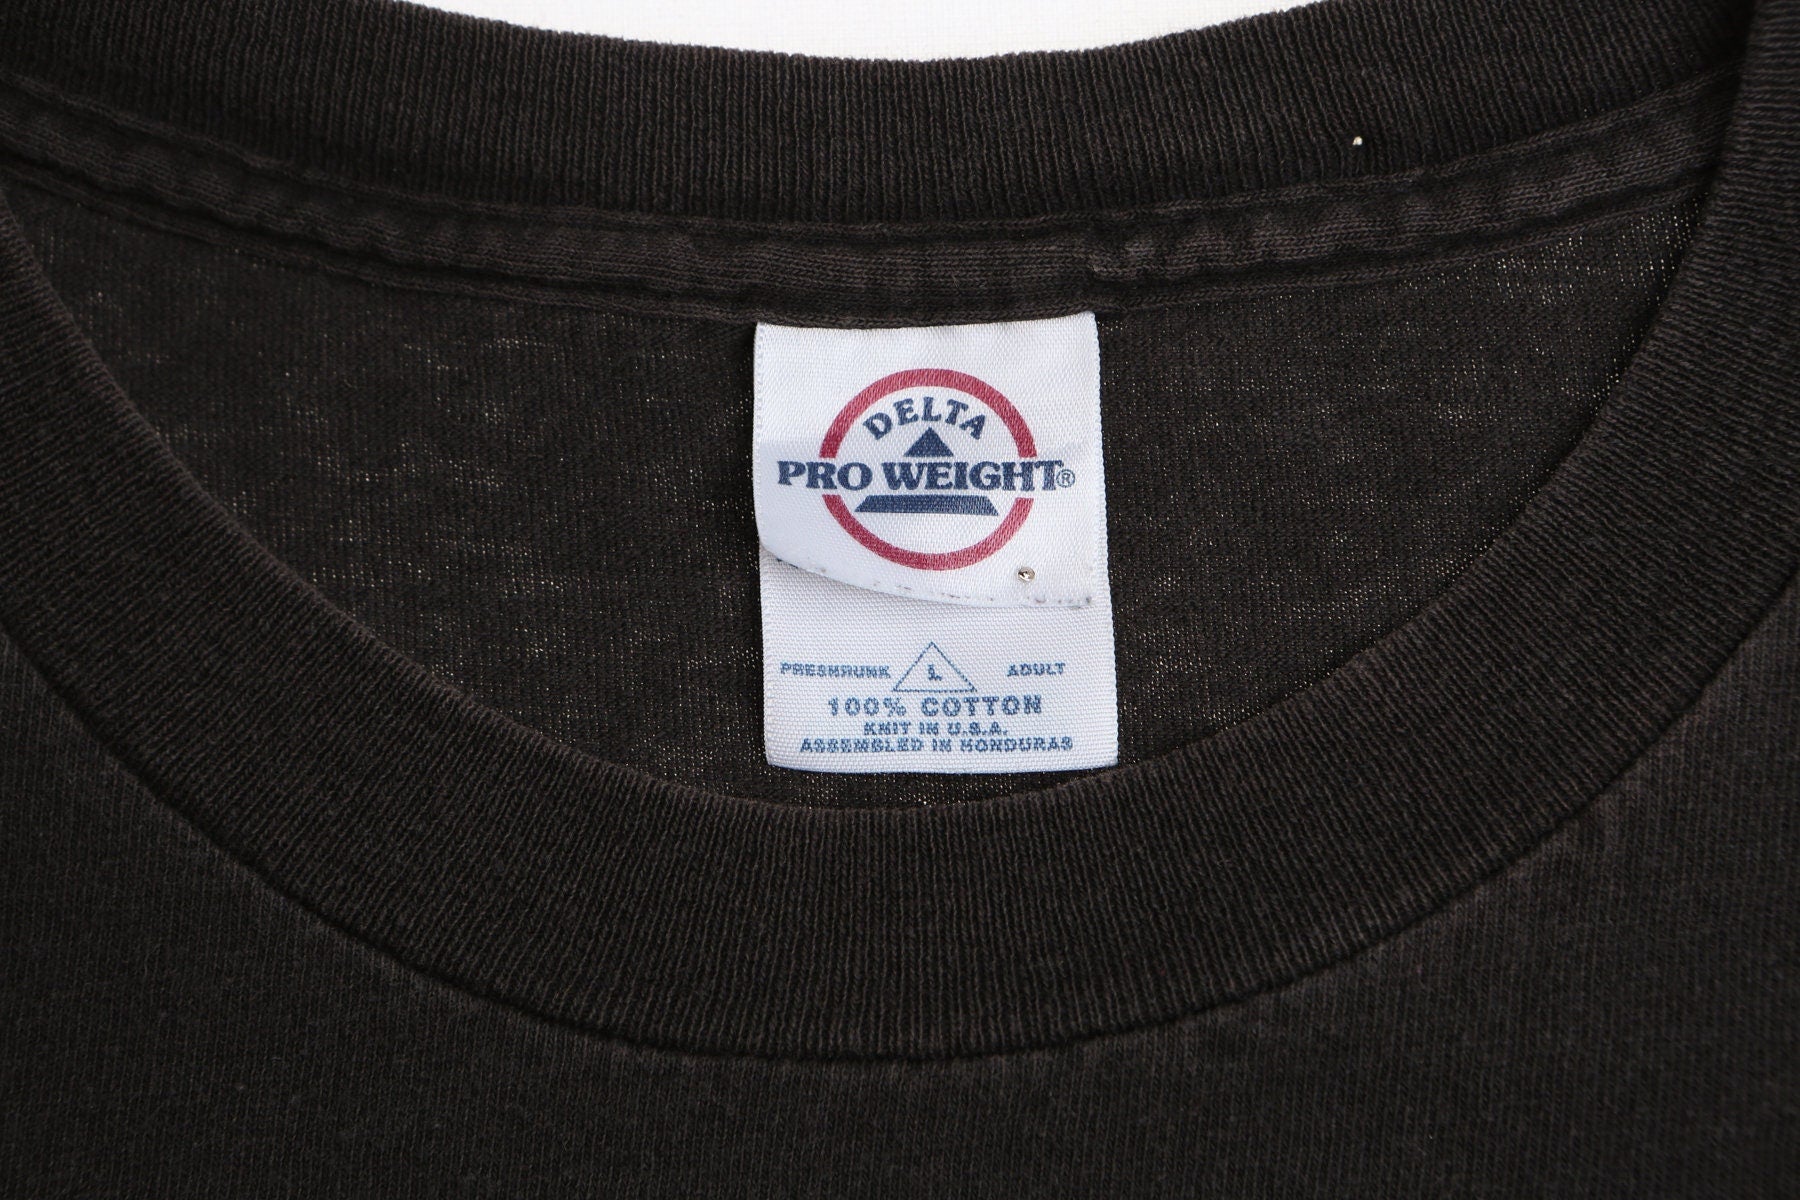 DELTA
PRO WEIGHT®
PRESHRUNK L ADULT
100% COTTON
KNIT IN U.S.A.
ASSEMBLED IN HONDURAS